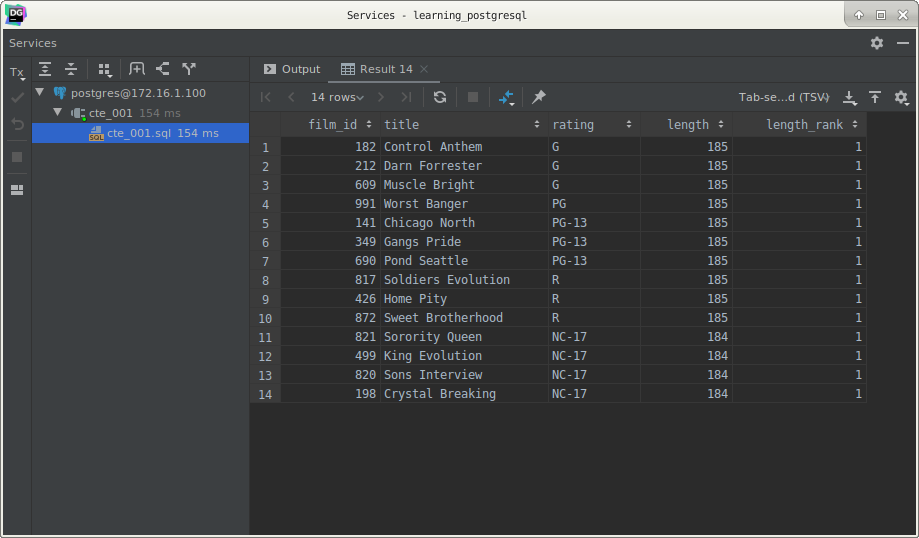 DG
Services - learning_postgresql
Services
Tx
Output
Result 14
postgres@172.16.1.100
cte_001 154 ms
SQL cte_001.sql 154 ms
14 rows
Tab-se...d (TSV)
film_id title rating length length_rank
1 182 Control Anthem G 185 1
2 212 Darn Forrester G 185 1
3 609 Muscle Bright G 185 1
4 991 Worst Banger PG 185 1
5 141 Chicago North PG-13 185 1
6 349 Gangs Pride PG-13 185 1
7 690 Pond Seattle PG-13 185 1
8 817 Soldiers Evolution R 185 1
9 426 Home Pity R 185 1
10 872 Sweet Brotherhood R 185 1
11 821 Sorority Queen NC-17 184 1
12 499 King Evolution NC-17 184 1
13 820 Sons Interview NC-17 184 1
14 198 Crystal Breaking NC-17 184 1